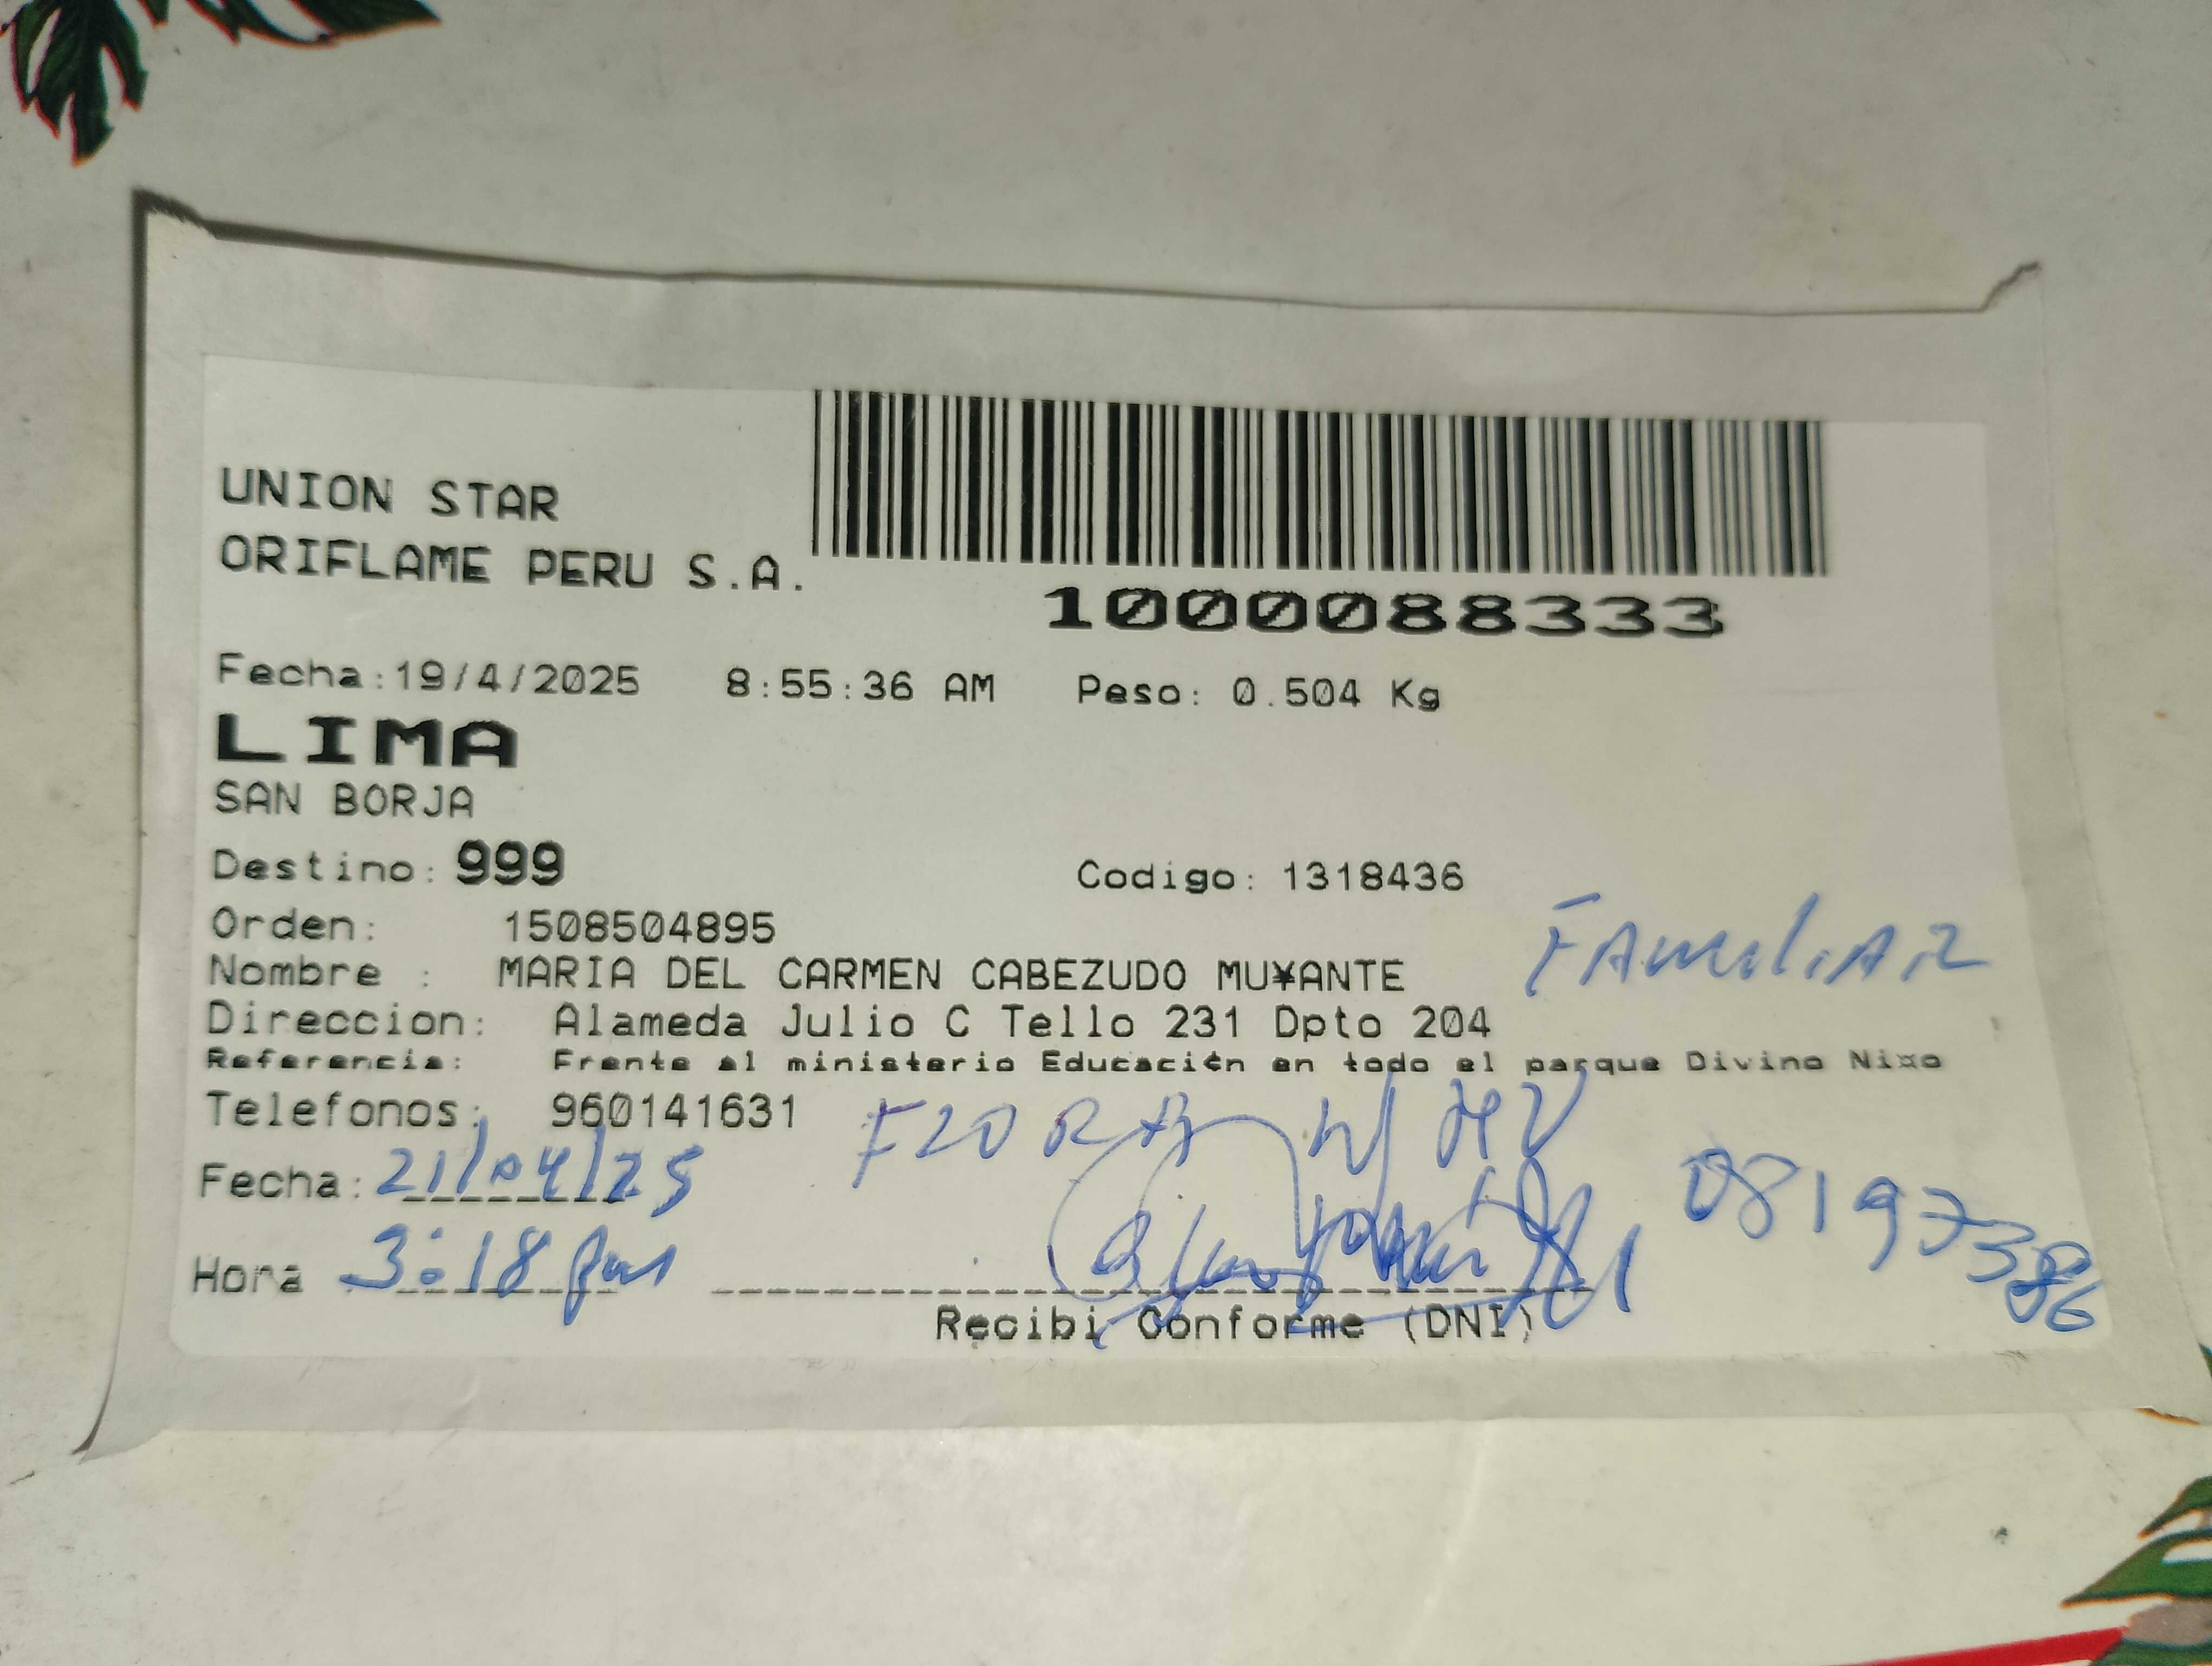 UNION STAR
ORIFLAME PERU S.A.
1000088333
Fecha:19/4/2025 8:55:36 AM Peso: 0.504 Kg
LIMA
SAN BORJA
Destino: 999 Codigo: 1318436
Orden: 1508504895
FAMILIAR
Nombre : MARIA DEL CARMEN CABEZUDO MU¥ANTE
Direccion: Alameda Julio C Tello 231 Dpto 204
Referencia: Frente al ministerio Educaci¢n en todo el parque Divino Ni¤o
Telefonos: 960141631
FLORA
Fecha: 21/04/25
08197386
Hora 3:18 pm
Recibi Conforme (DNI)